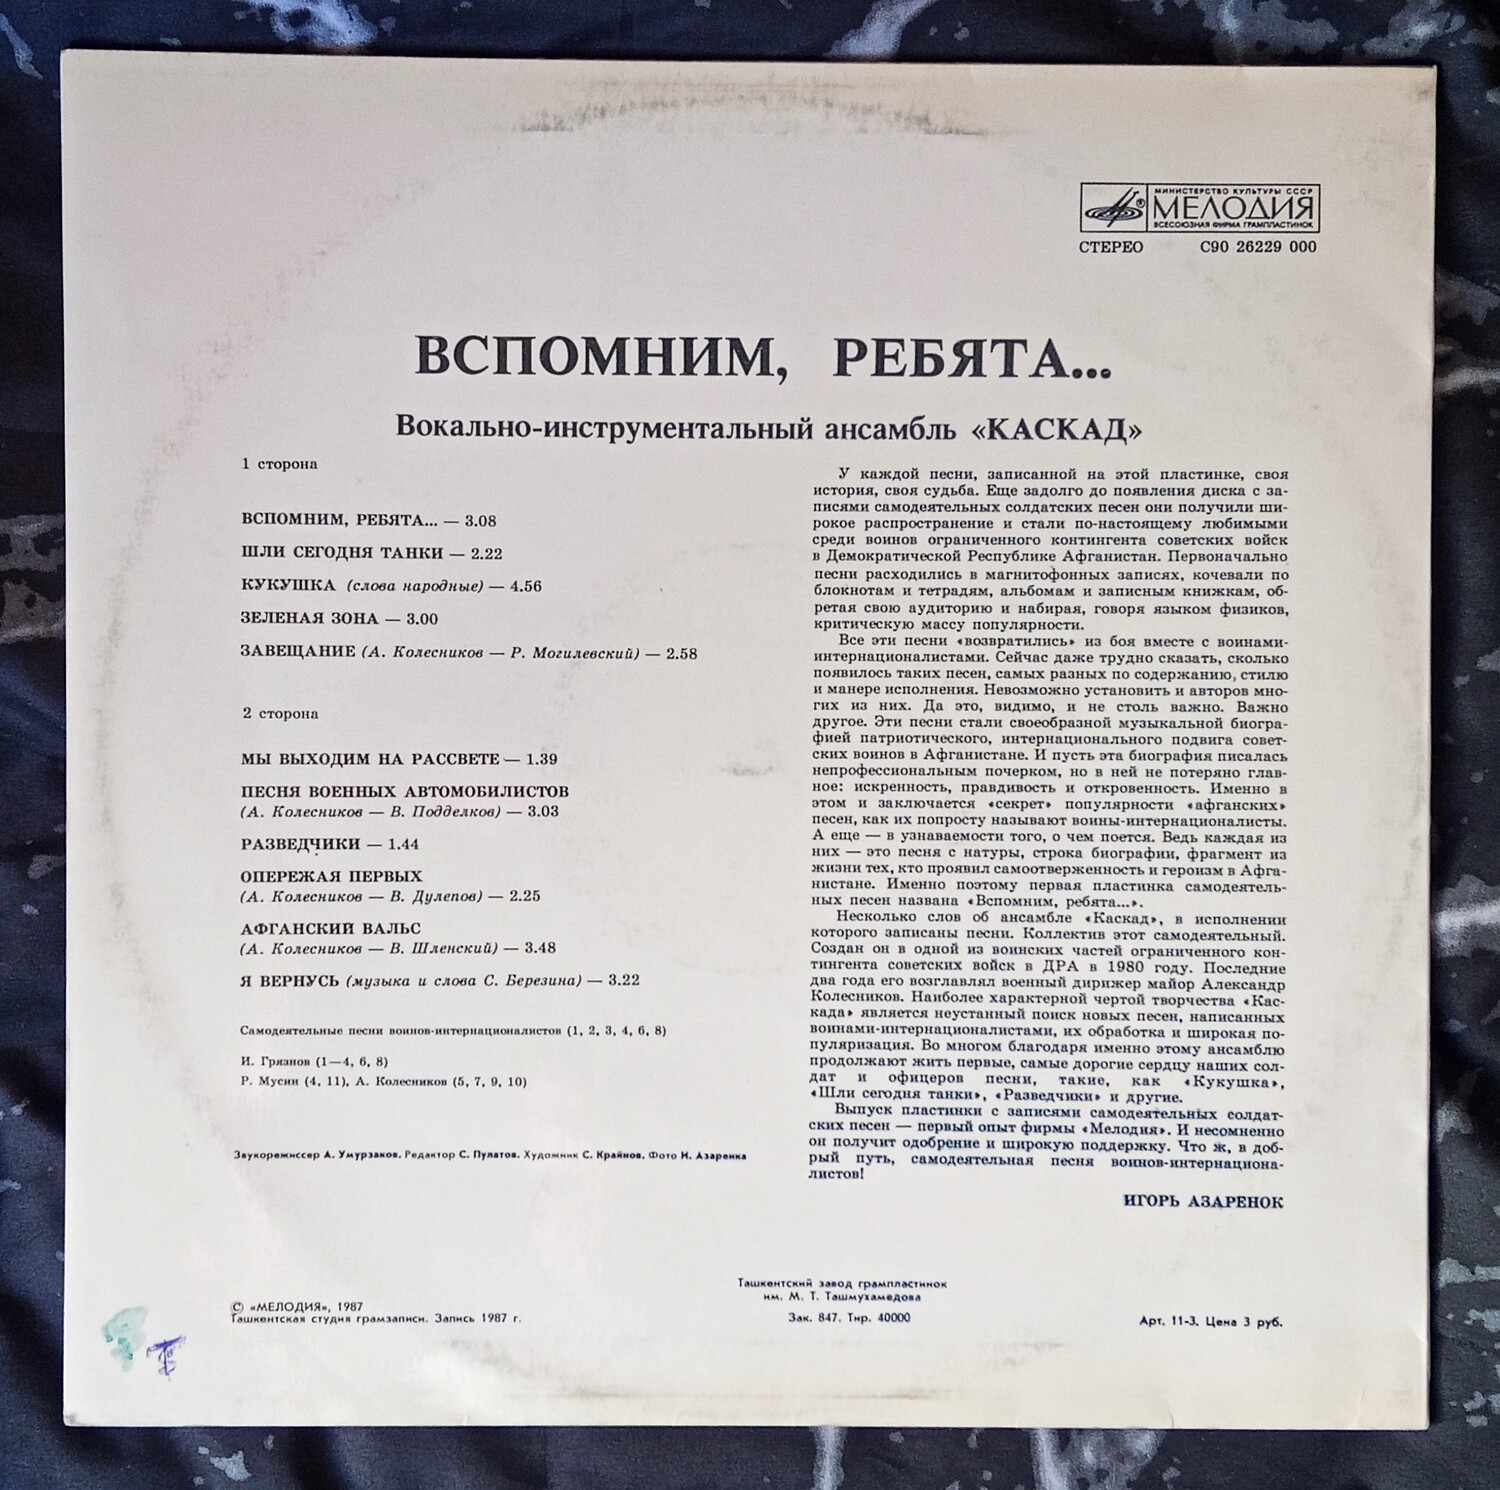 МИНИСТЕРСТВО КУЛЬТУРЫ СССР
МЕЛОДИЯ
ВСЕСОЮЗНАЯ ФИРМА ГРАМПЛАСТИНОК
СТЕРЕО С90 26229 000
ВСПОМНИМ, РЕБЯТА...
Вокально-инструментальный ансамбль «КАСКАД»
1 сторона
ВСПОМНИМ, РЕБЯТА... — 3.08
ШЛИ СЕГОДНЯ ТАНКИ — 2.22
КУКУШКА (слова народные) — 4.56
ЗЕЛЕНАЯ ЗОНА — 3.00
ЗАВЕЩАНИЕ (А. Колесников — Р. Могилевский) — 2.58
2 сторона
МЫ ВЫХОДИМ НА РАССВЕТЕ — 1.39
ПЕСНЯ ВОЕННЫХ АВТОМОБИЛИСТОВ
(А. Колесников — В. Подделков) — 3.03
РАЗВЕДЧИКИ — 1.44
ОПЕРЕЖАЯ ПЕРВЫХ
(А. Колесников — В. Дулепов) — 2.25
АФГАНСКИЙ ВАЛЬС
(А. Колесников — В. Шленский) — 3.48
Я ВЕРНУСЬ (музыка и слова С. Березина) — 3.22
Самодеятельные песни воинов-интернационалистов (1, 2, 3, 4, 6, 8)
И. Грязнов (1—4, 6, 8)
Р. Мусин (4, 11), А. Колесников (5, 7, 9, 10)
Звукорежиссер А. Умурзаков. Редактор С. Пулатов. Художник С. Крайнов. Фото И. Азаренка
У каждой песни, записанной на этой пластинке, своя
история, своя судьба. Еще задолго до появления диска с за-
писями самодеятельных солдатских песен они получили ши-
рокое распространение и стали по-настоящему любимыми
среди воинов ограниченного контингента советских войск
в Демократической Республике Афганистан. Первоначально
песни расходились в магнитофонных записях, кочевали по
блокнотам и тетрадям, альбомам и записным книжкам, об-
ретая свою аудиторию и набирая, говоря языком физиков,
критическую массу популярности.
Все эти песни «возвратились» из боя вместе с воинами-
интернационалистами. Сейчас даже трудно сказать, сколько
появилось таких песен, самых разных по содержанию, стилю
и манере исполнения. Невозможно установить и авторов мно-
гих из них. Да это, видимо, и не столь важно. Важно
другое. Эти песни стали своеобразной музыкальной биогра-
фией патриотического, интернационального подвига совет-
ских воинов в Афганистане. И пусть эта биография писалась
непрофессиональным почерком, но в ней не потеряно глав-
ное: искренность, правдивость и откровенность. Именно в
этом и заключается «секрет» популярности «афганских»
песен, как их попросту называют воины-интернационалисты.
А еще — в узнаваемости того, о чем поется. Ведь каждая из
них — это песня с натуры, строка биографии, фрагмент из
жизни тех, кто проявил самоотверженность и героизм в Афга-
нистане. Именно поэтому первая пластинка самодеятель-
ных песен названа «Вспомним, ребята...».
Несколько слов об ансамбле «Каскад», в исполнении
которого записаны песни. Коллектив этот самодеятельный.
Создан он в одной из воинских частей ограниченного кон-
тингента советских войск в ДРА в 1980 году. Последние
два года его возглавлял военный дирижер майор Александр
Колесников. Наиболее характерной чертой творчества «Кас-
када» является неустанный поиск новых песен, написанных
воинами-интернационалистами, их обработка и широкая по-
пуляризация. Во многом благодаря именно этому ансамблю
продолжают жить первые, самые дорогие сердцу наших сол-
дат и офицеров песни, такие, как «Кукушка»,
«Шли сегодня танки», «Разведчики» и другие.
Выпуск пластинки с записями самодеятельных солдат-
ских песен — первый опыт фирмы «Мелодия». И несомненно
он получит одобрение и широкую поддержку. Что ж, в доб-
рый путь, самодеятельная песня воинов-интернациона-
листов!
ИГОРЬ АЗАРЕНОК
© «МЕЛОДИЯ», 1987
Ташкентская студия грамзаписи. Запись 1987 г.
Ташкентский завод грампластинок
им. М. Т. Ташмухамедова
Зак. 847. Тир. 40000
Арт. 11-3. Цена 3 руб.